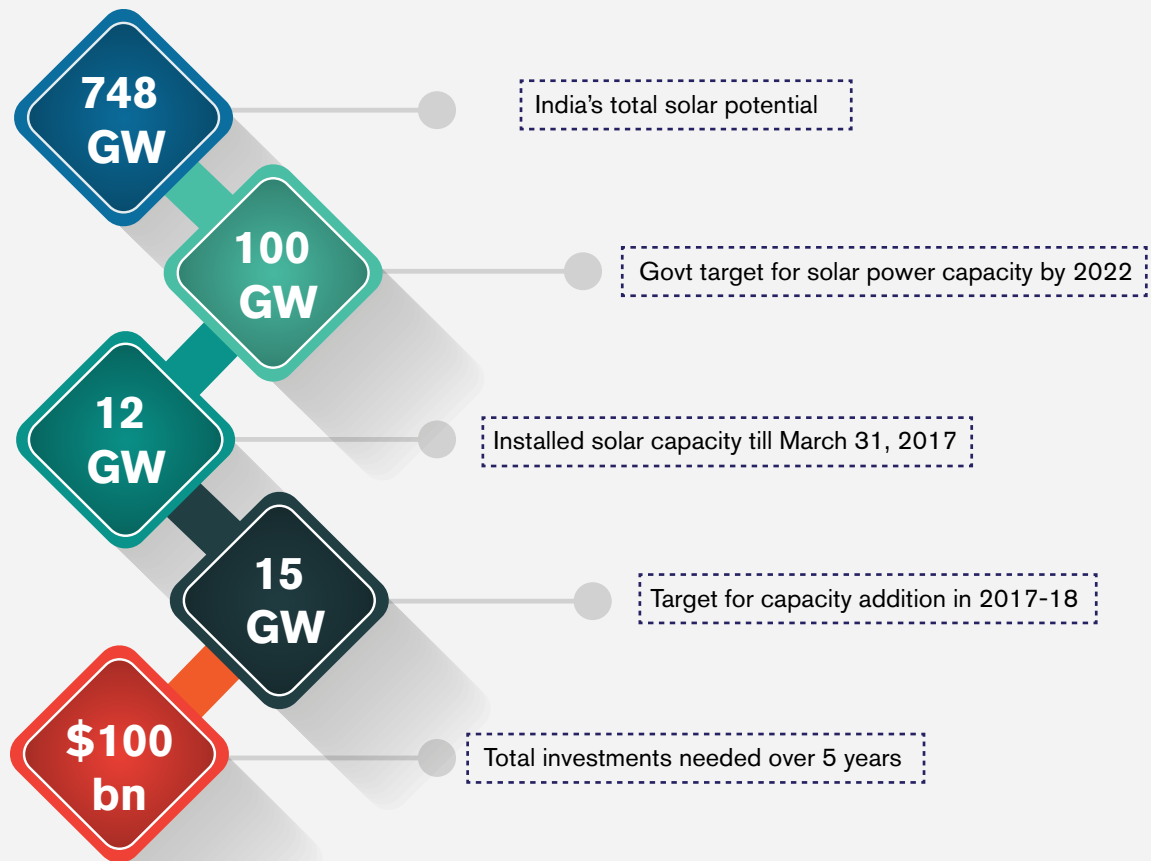 748
GW
India’s total solar potential
100
GW
Govt target for solar power capacity by 2022
12
GW
Installed solar capacity till March 31, 2017
15
GW
Target for capacity addition in 2017-18
$100
bn
Total investments needed over 5 years